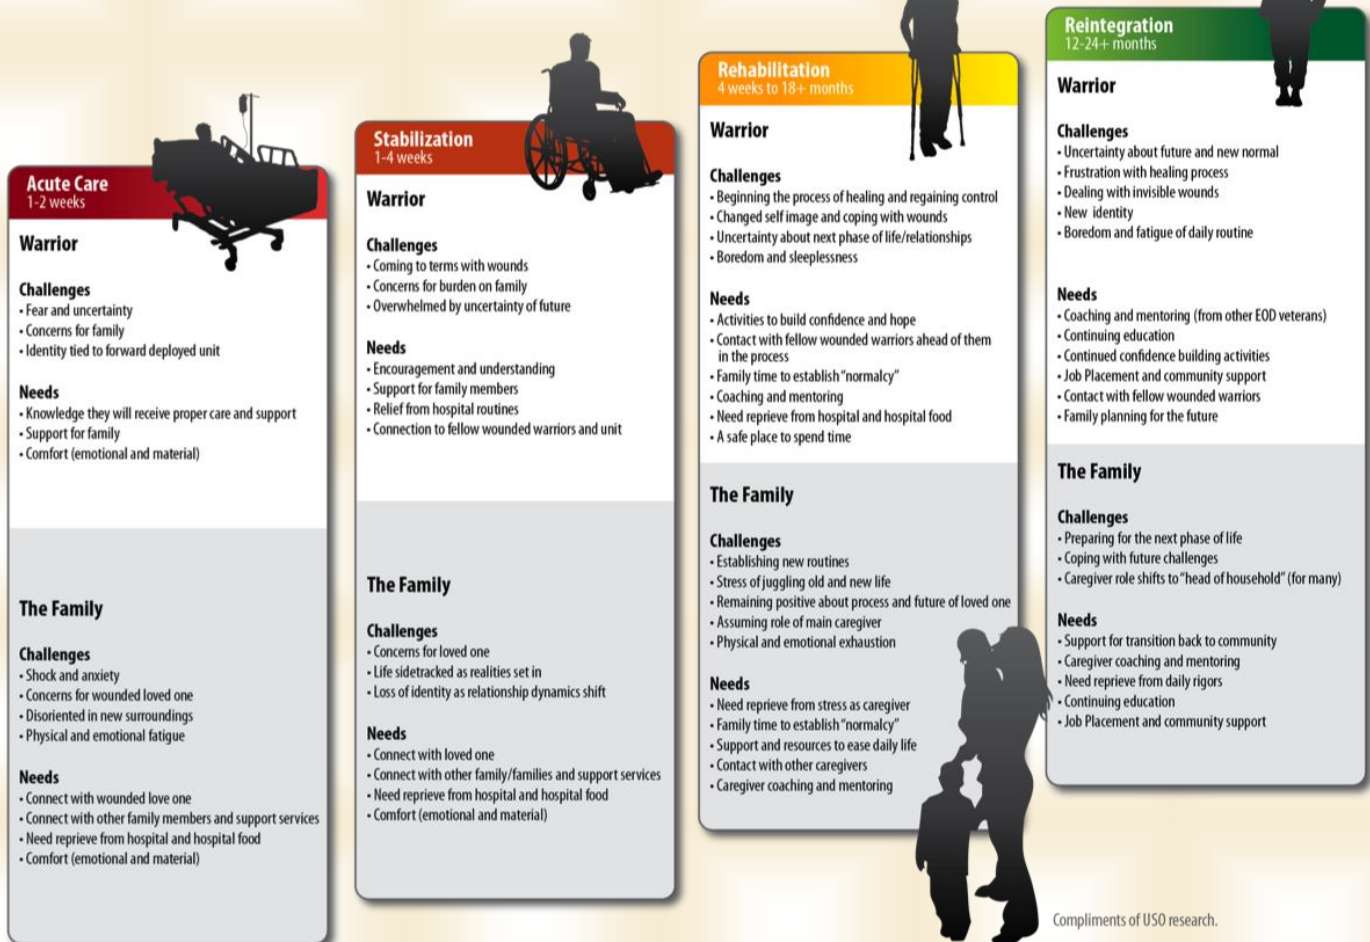 Acute Care
1-2 weeks
Warrior
Challenges
• Fear and uncertainty
• Concerns for family
• Identity tied to forward deployed unit
Needs
• Knowledge they will receive proper care and support
• Support for family
• Comfort (emotional and material)
The Family
Challenges
• Shock and anxiety
• Concerns for wounded loved one
• Disoriented in new surroundings
• Physical and emotional fatigue
Needs
• Connect with wounded love one
• Connect with other family members and support services
• Need reprieve from hospital and hospital food
• Comfort (emotional and material)
Stabilization
1-4 weeks
Warrior
Challenges
• Coming to terms with wounds
• Concerns for burden on family
• Overwhelmed by uncertainty of future
Needs
• Encouragement and understanding
• Support for family members
• Relief from hospital routines
• Connection to fellow wounded warriors and unit
The Family
Challenges
• Concerns for loved one
• Life sidetracked as realities set in
• Loss of identity as relationship dynamics shift
Needs
• Connect with loved one
• Connect with other family/families and support services
• Need reprieve from hospital and hospital food
• Comfort (emotional and material)
Rehabilitation
4 weeks to 18+ months
Warrior
Challenges
• Beginning the process of healing and regaining control
• Changed self image and coping with wounds
• Uncertainty about next phase of life/relationships
• Boredom and sleeplessness
Needs
• Activities to build confidence and hope
• Contact with fellow wounded warriors ahead of them
in the process
• Family time to establish "normalcy"
• Coaching and mentoring
• Need reprieve from hospital and hospital food
• A safe place to spend time
The Family
Challenges
• Establishing new routines
• Stress of juggling old and new life
• Remaining positive about process and future of loved one
• Assuming role of main caregiver
• Physical and emotional exhaustion
Needs
• Need reprieve from stress as caregiver
• Family time to establish "normalcy"
• Support and resources to ease daily life
• Contact with other caregivers
• Caregiver coaching and mentoring
Reintegration
12-24+ months
Warrior
Challenges
• Uncertainty about future and new normal
• Frustration with healing process
• Dealing with invisible wounds
• New identity
• Boredom and fatigue of daily routine
Needs
• Coaching and mentoring (from other EOD veterans)
• Continuing education
• Continued confidence building activities
• Job Placement and community support
• Contact with fellow wounded warriors
• Family planning for the future
The Family
Challenges
• Preparing for the next phase of life
• Coping with future challenges
• Caregiver role shifts to "head of household" (for many)
Needs
• Support for transition back to community
• Caregiver coaching and mentoring
• Need reprieve from daily rigors
• Continuing education
• Job Placement and community support
Compliments of USO research.